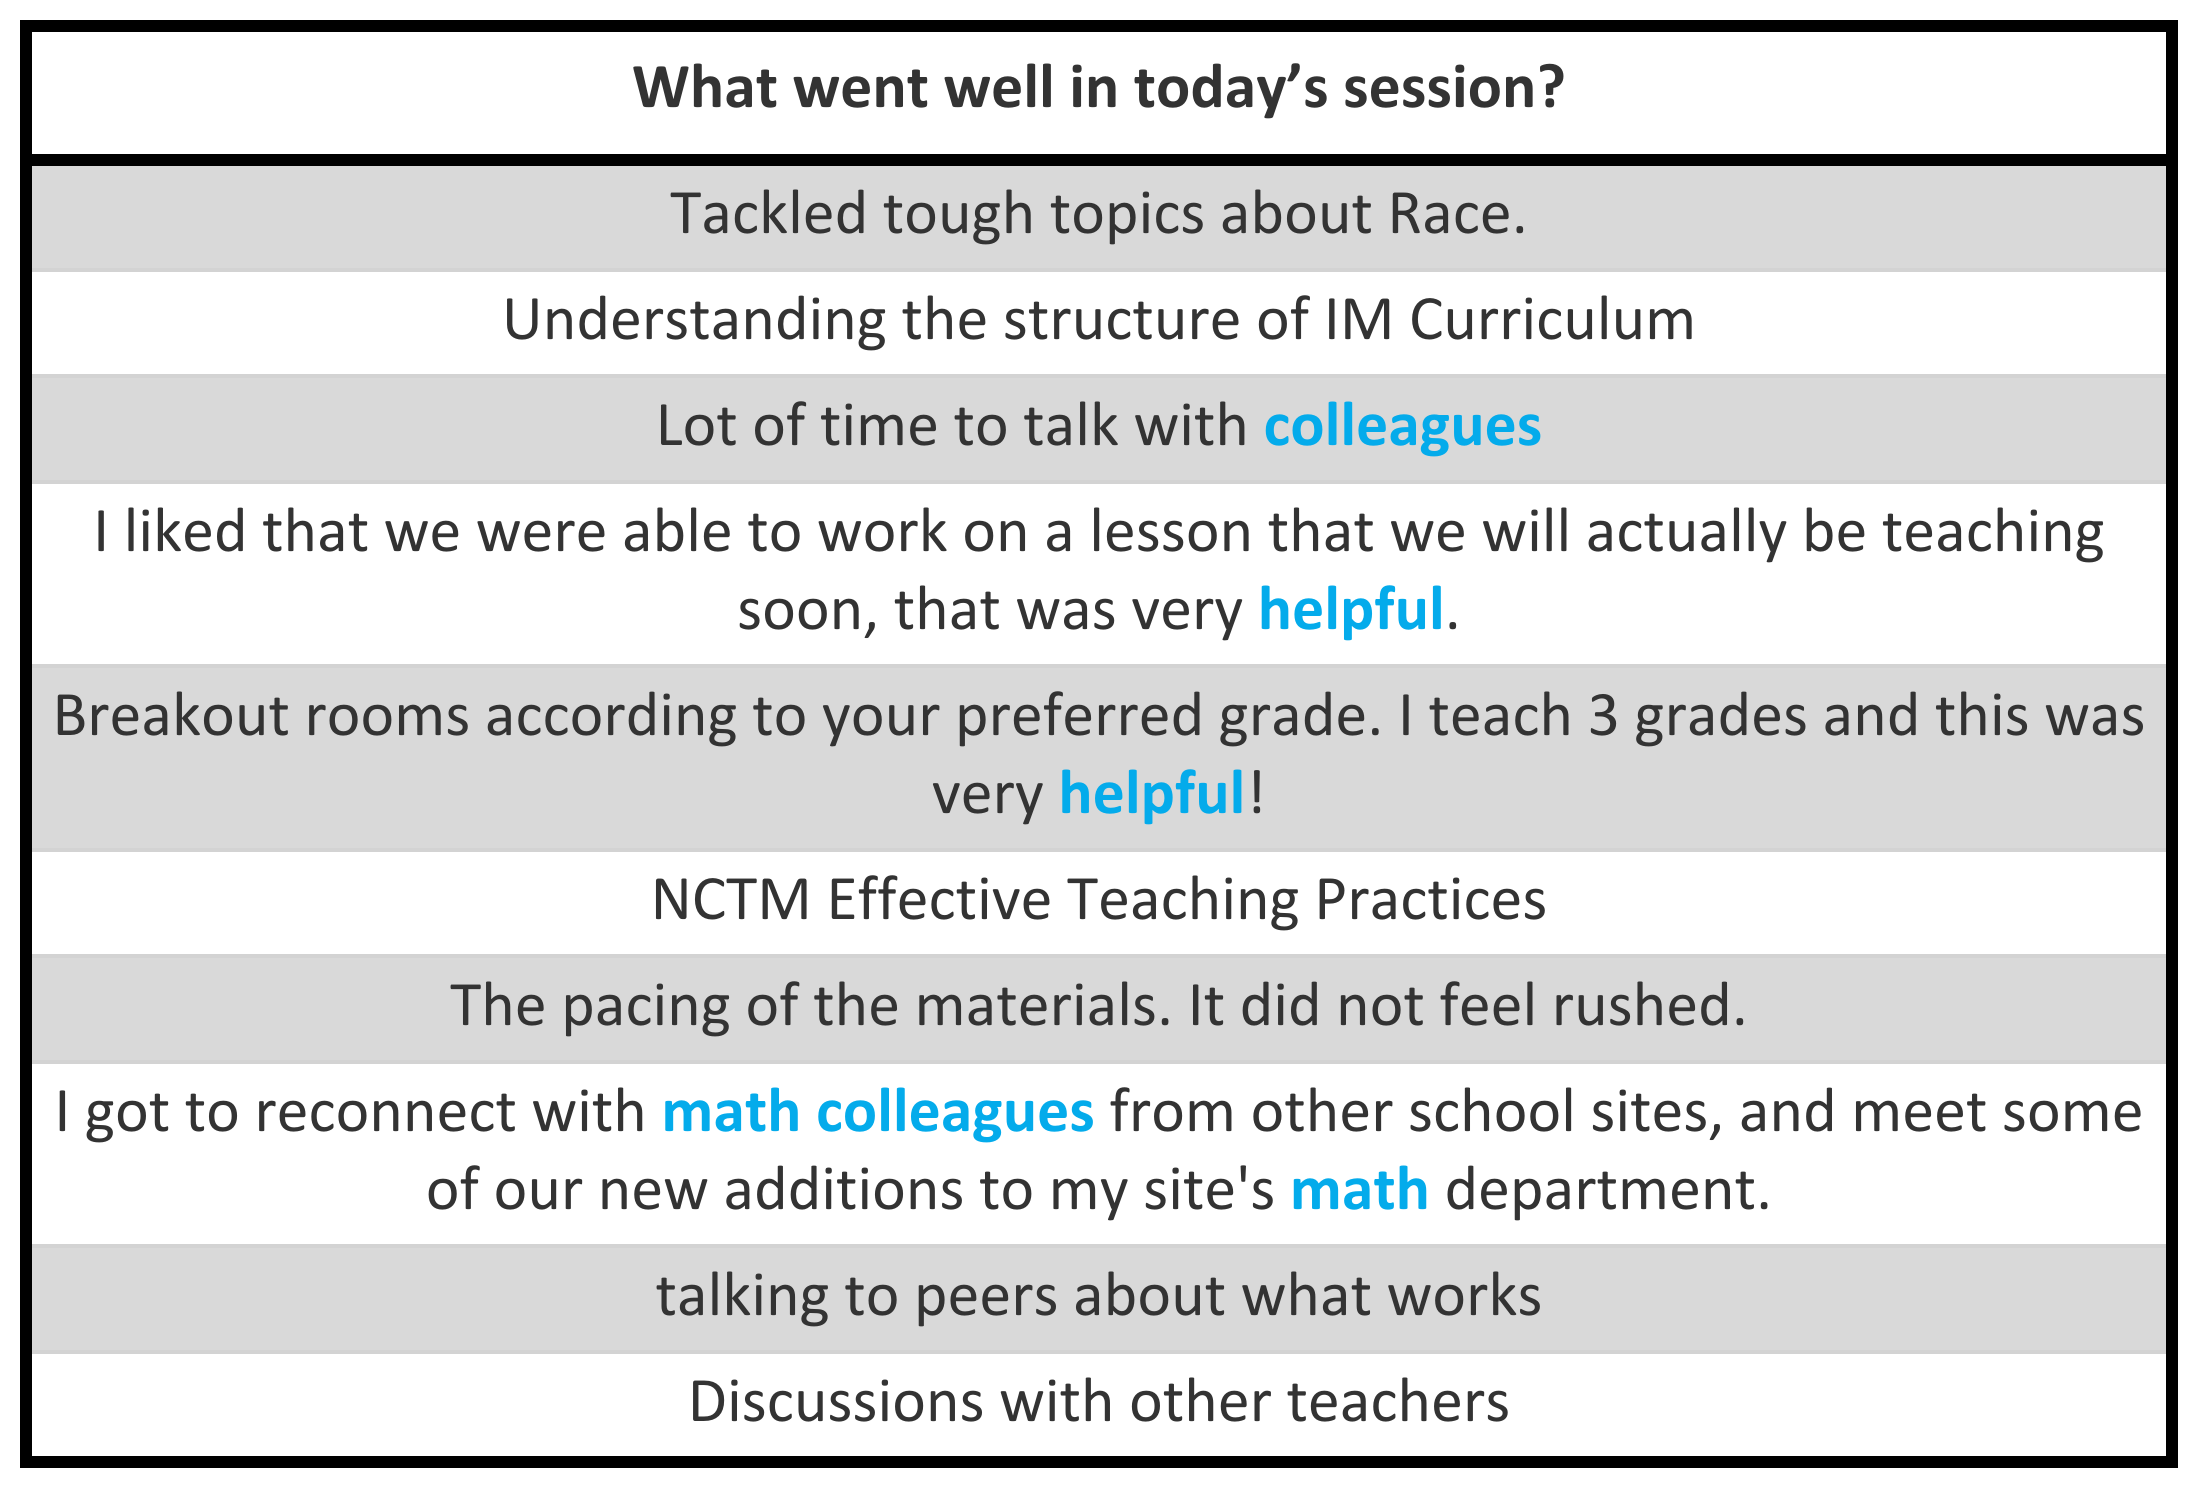 What went well in today’s session?
Tackled tough topics about Race.
Understanding the structure of IM Curriculum
Lot of time to talk with colleagues
I liked that we were able to work on a lesson that we will actually be teaching
soon, that was very helpful.
Breakout rooms according to your preferred grade. I teach 3 grades and this was
very helpful!
NCTM Effective Teaching Practices
The pacing of the materials. It did not feel rushed.
I got to reconnect with math colleagues from other school sites, and meet some
of our new additions to my site's math department.
talking to peers about what works
Discussions with other teachers